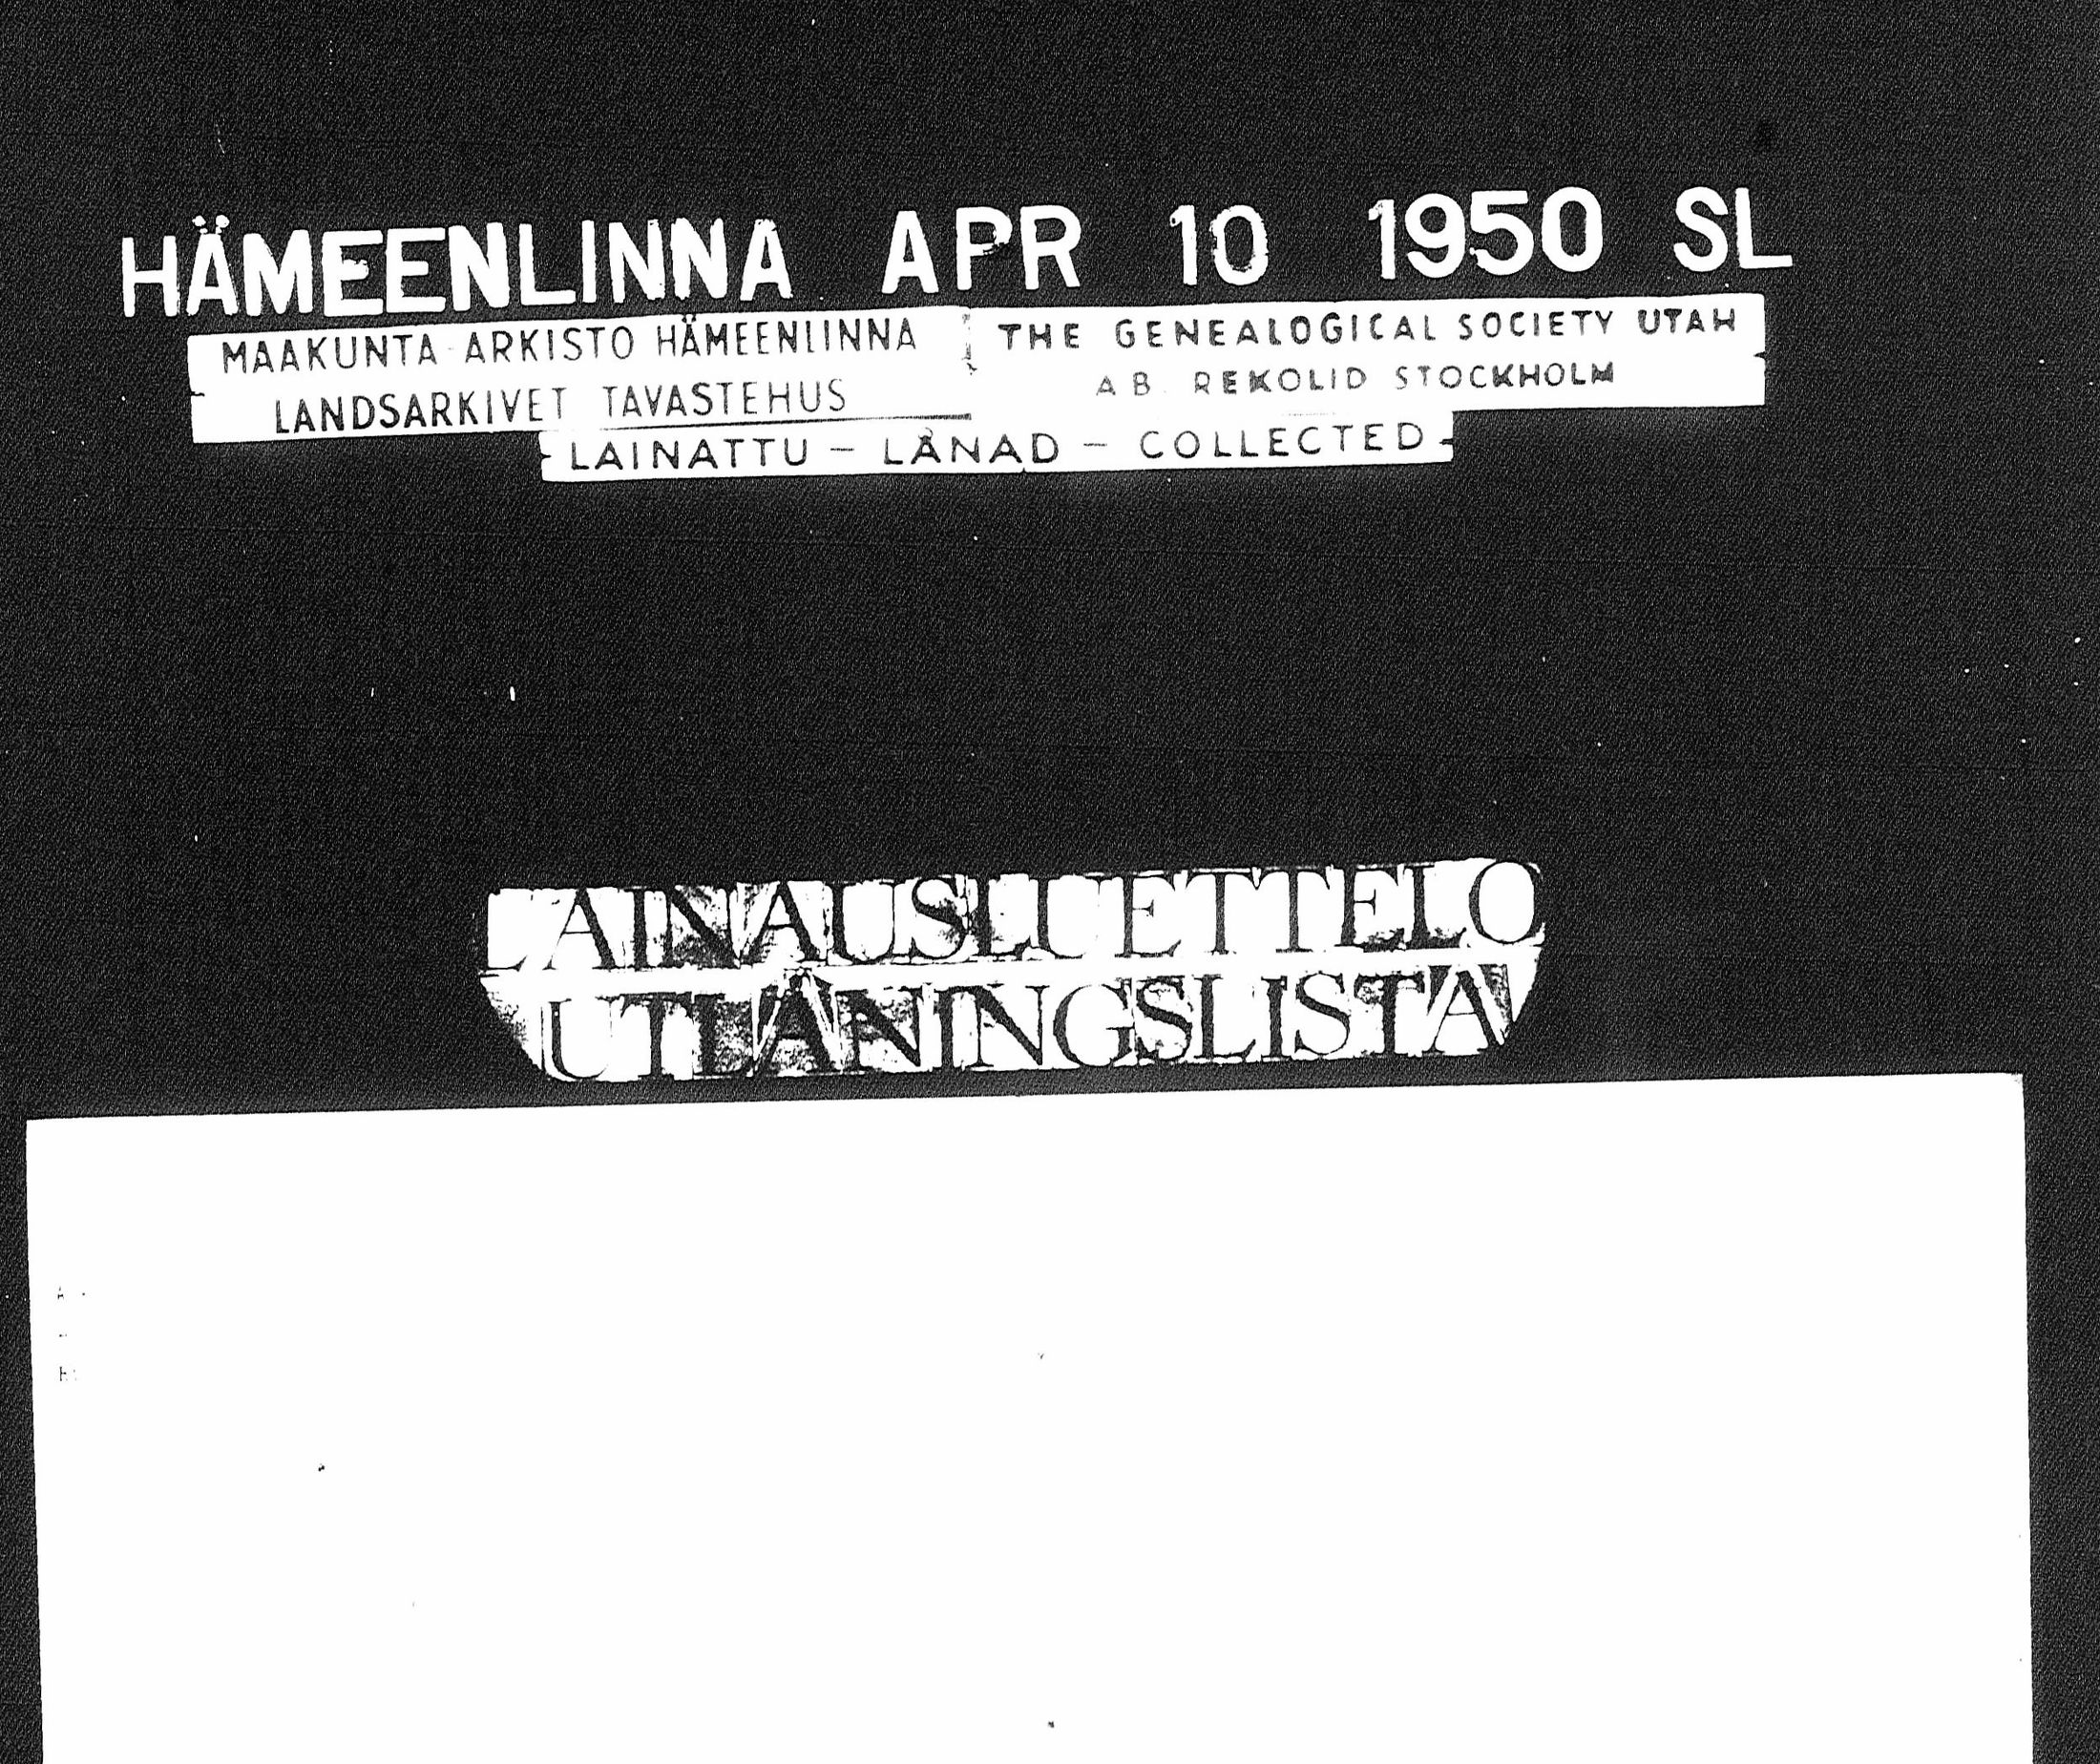 HÄMEENLINNA APR 10 1950 SL
MAAKUNTA-ARKISTO HÄMEENLINNA
LANDSARKIVET TAVASTEHUS
THE GENEALOGICAL SOCIETY UTAH
AB. REKOLID STOCKHOLM
LAINATTU - LÅNAD - COLLECTED
LAINAUSLUETTELO
UTLÅNINGSLISTA